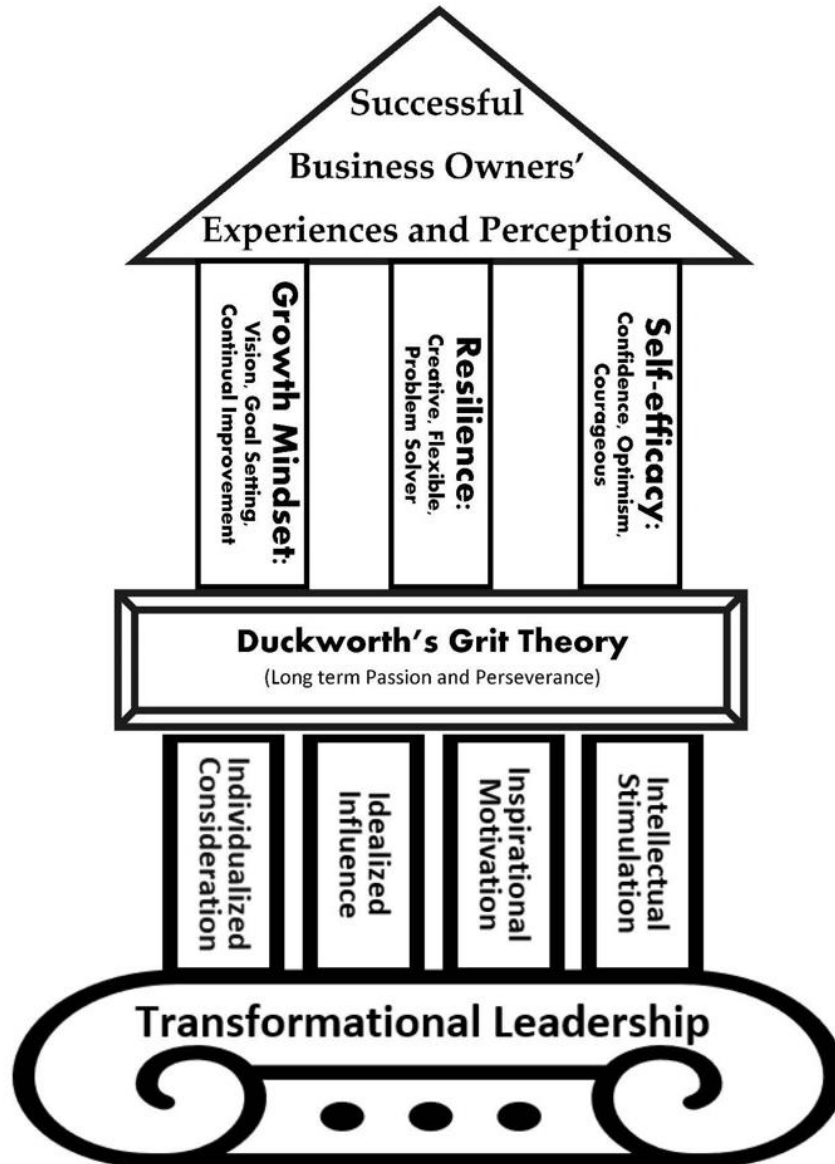 Successful
Business Owners’
Experiences and Perceptions
Growth Mindset:
Vision, Goal Setting,
Continual Improvement
Resilience:
Creative, Flexible,
Problem Solver
Self-efficacy:
Confidence, Optimism,
Courageous
Duckworth’s Grit Theory
(Long term Passion and Perseverance)
Individualized
Consideration
Idealized
Influence
Inspirational
Motivation
Intellectual
Stimulation
Transformational Leadership